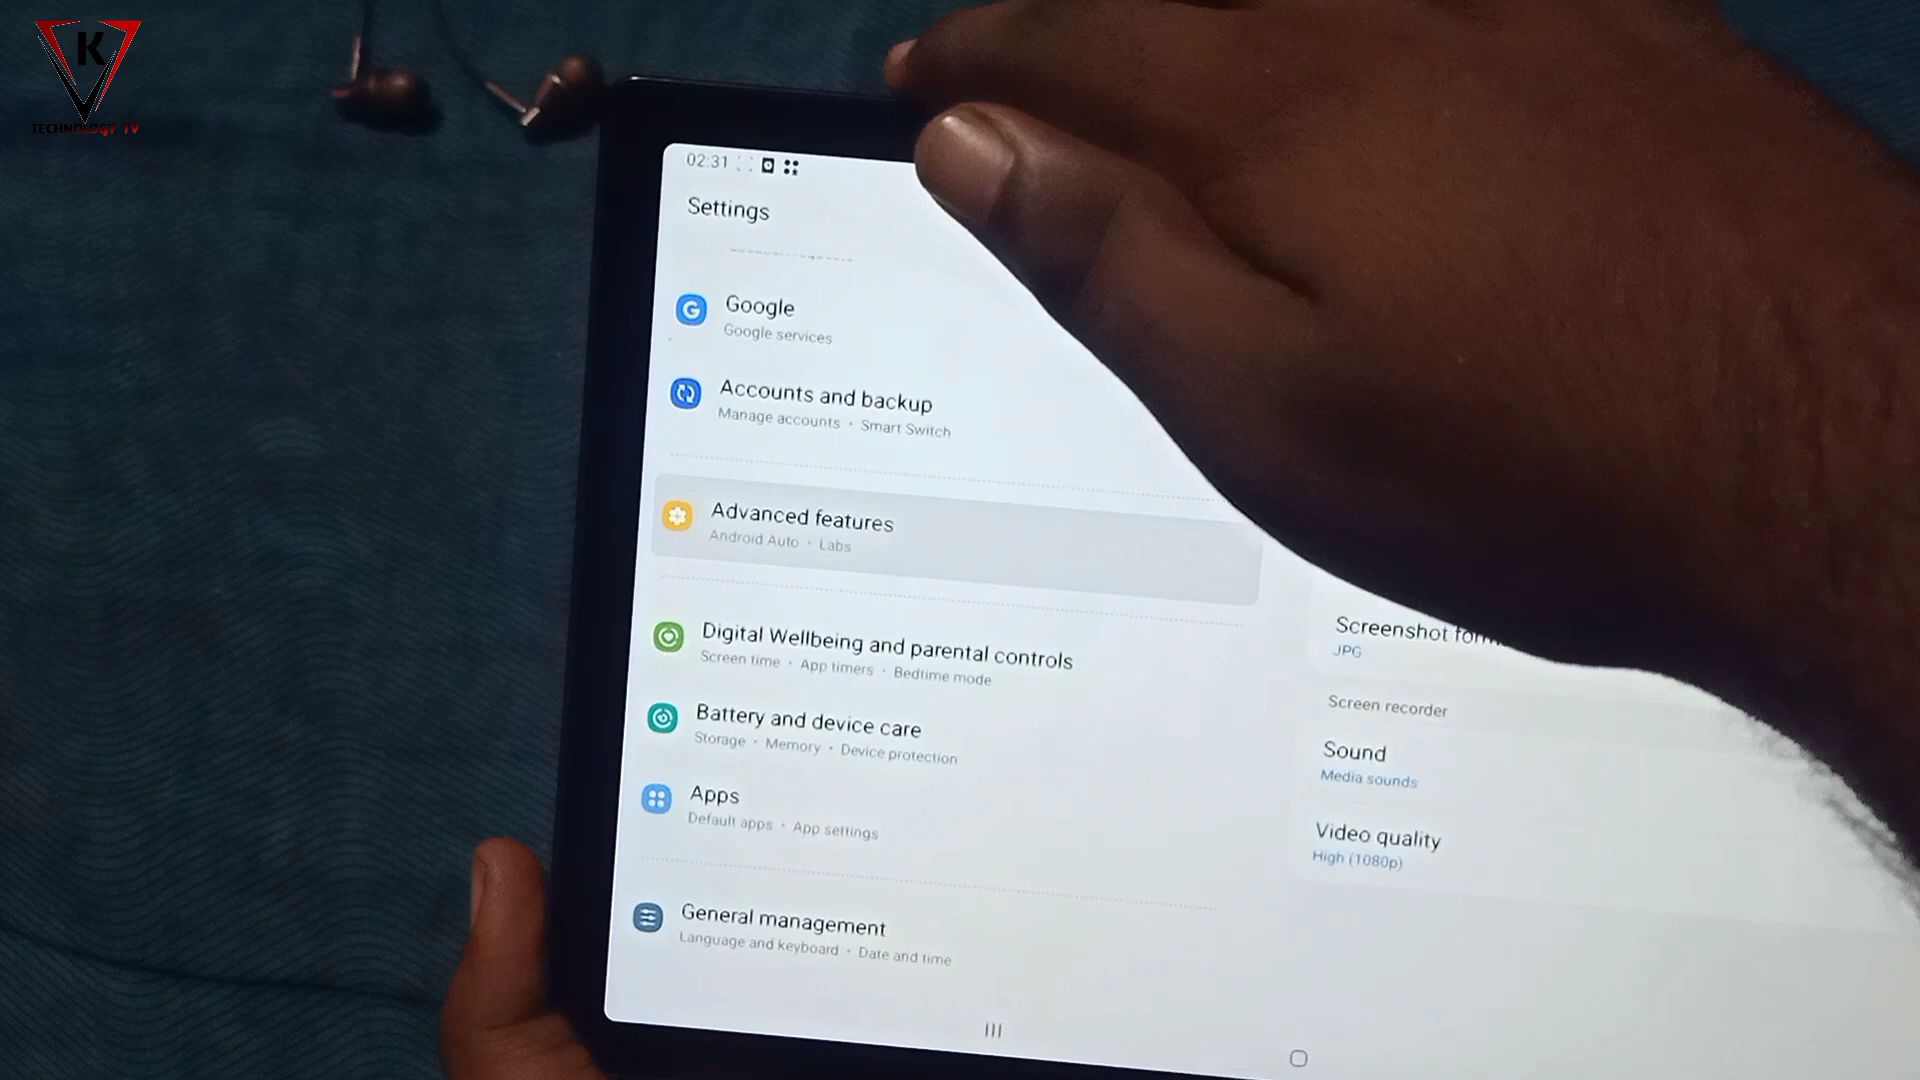 K
TECHNOLOGY TV
02:31
Settings
Google
Google services
Accounts and backup
Manage accounts • Smart Switch
Advanced features
Android Auto • Labs
Digital Wellbeing and parental controls
Screen time • App timers • Bedtime mode
Battery and device care
Storage • Memory • Device protection
Apps
Default apps • App settings
General management
Language and keyboard • Date and time
Screenshot
JPG
Screen recorder
Sound
Media sounds
Video quality
High (1080p)